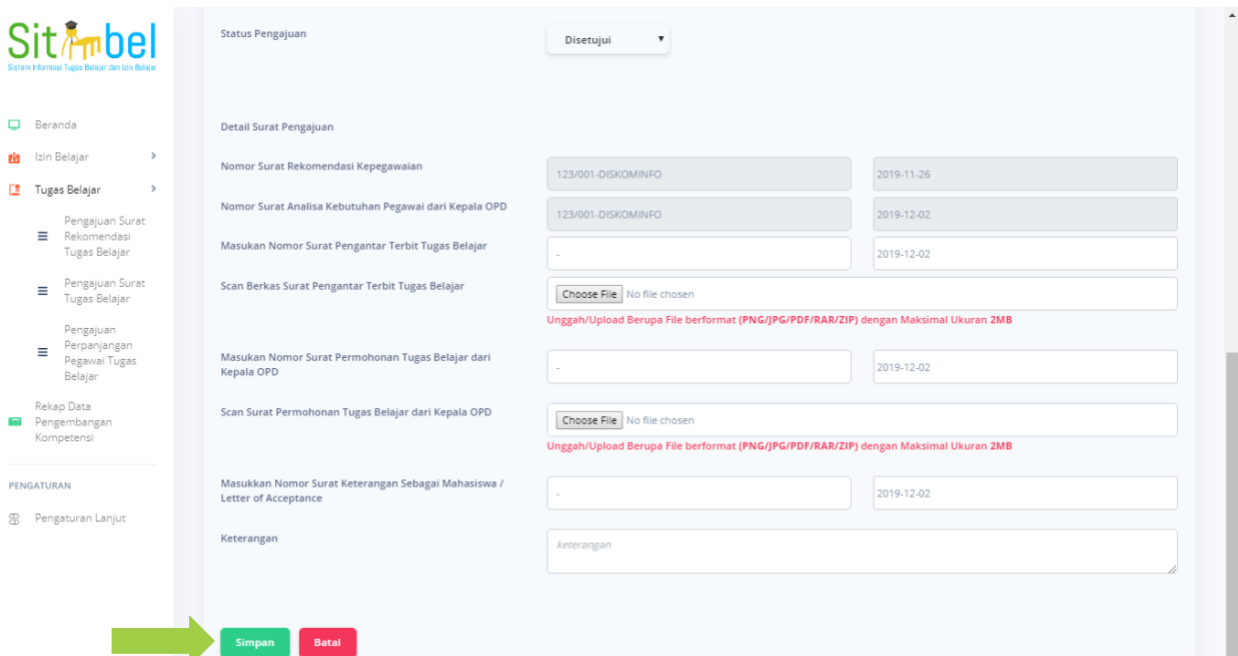 Sitambel
Sistem Informasi Tugas Belajar dan Izin Belajar
Beranda
Izin Belajar
Tugas Belajar
Pengajuan Surat
Rekomendasi
Tugas Belajar
Pengajuan Surat
Tugas Belajar
Pengajuan
Perpanjangan
Pegawai Tugas
Belajar
Rekap Data
Pengembangan
Kompetensi
PENGATURAN
Pengaturan Lanjut
Status Pengajuan
Disetujui
Detail Surat Pengajuan
Nomor Surat Rekomendasi Kepegawaian
123/001-DISKOMINFO
2019-11-26
Nomor Surat Analisa Kebutuhan Pegawai dari Kepala OPD
123/001-DISKOMINFO
2019-12-02
Masukan Nomor Surat Pengantar Terbit Tugas Belajar
-
2019-12-02
Scan Berkas Surat Pengantar Terbit Tugas Belajar
Choose File No file chosen
Unggah/Upload Berupa File berformat (PNG/JPG/PDF/RAR/ZIP) dengan Maksimal Ukuran 2MB
Masukan Nomor Surat Permohonan Tugas Belajar dari
Kepala OPD
-
2019-12-02
Scan Surat Permohonan Tugas Belajar dari Kepala OPD
Choose File No file chosen
Unggah/Upload Berupa File berformat (PNG/JPG/PDF/RAR/ZIP) dengan Maksimal Ukuran 2MB
Masukkan Nomor Surat Keterangan Sebagai Mahasiswa /
Letter of Acceptance
-
2019-12-02
Keterangan
keterangan
Simpan
Batal